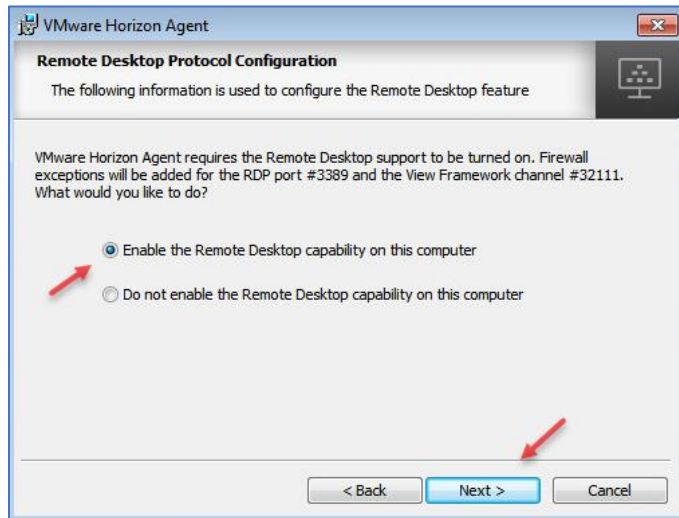 VMware Horizon Agent
Remote Desktop Protocol Configuration
The following information is used to configure the Remote Desktop feature
VMware Horizon Agent requires the Remote Desktop support to be turned on. Firewall
exceptions will be added for the RDP port #3389 and the View Framework channel #32111.
What would you like to do?
Enable the Remote Desktop capability on this computer
Do not enable the Remote Desktop capability on this computer
< Back
Next >
Cancel